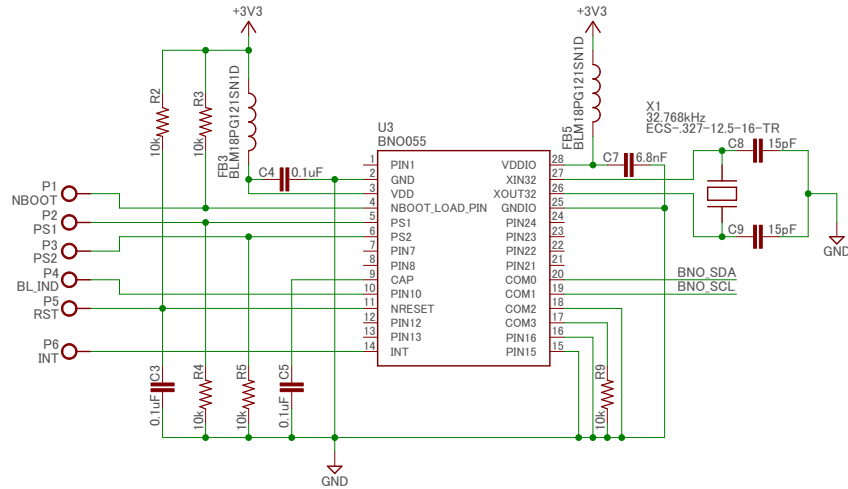 +3V3
+3V3
R2
10k
R3
10k
FB3
BLM18PG121SN1D
C4
0.1uF
U3
BNO055
FB5
BLM18PG121SN1D
C7
6.8nF
X1
32.768kHz
ECS-.327-12.5-16-TR
C8
15pF
C9
15pF
GND
1 PIN1
2 GND
3 VDD
4 NBOOT_LOAD_PIN
5 PS1
6 PS2
7 PIN7
8 PIN8
9 CAP
10 PIN10
11 NRESET
12 PIN12
13 PIN13
14 INT
VDDIO 28
XIN32 27
XOUT32 26
GNDIO 25
PIN24 24
PIN23 23
PIN22 22
PIN21 21
COM0 20
COM1 19
COM2 18
COM3 17
PIN16 16
PIN15 15
BNO_SDA
BNO_SCL
P1
NBOOT
P2
PS1
P3
PS2
P4
BL_IND
P5
RST
P6
INT
C3
0.1uF
R4
10k
R5
10k
C5
0.1uF
R9
10k
GND